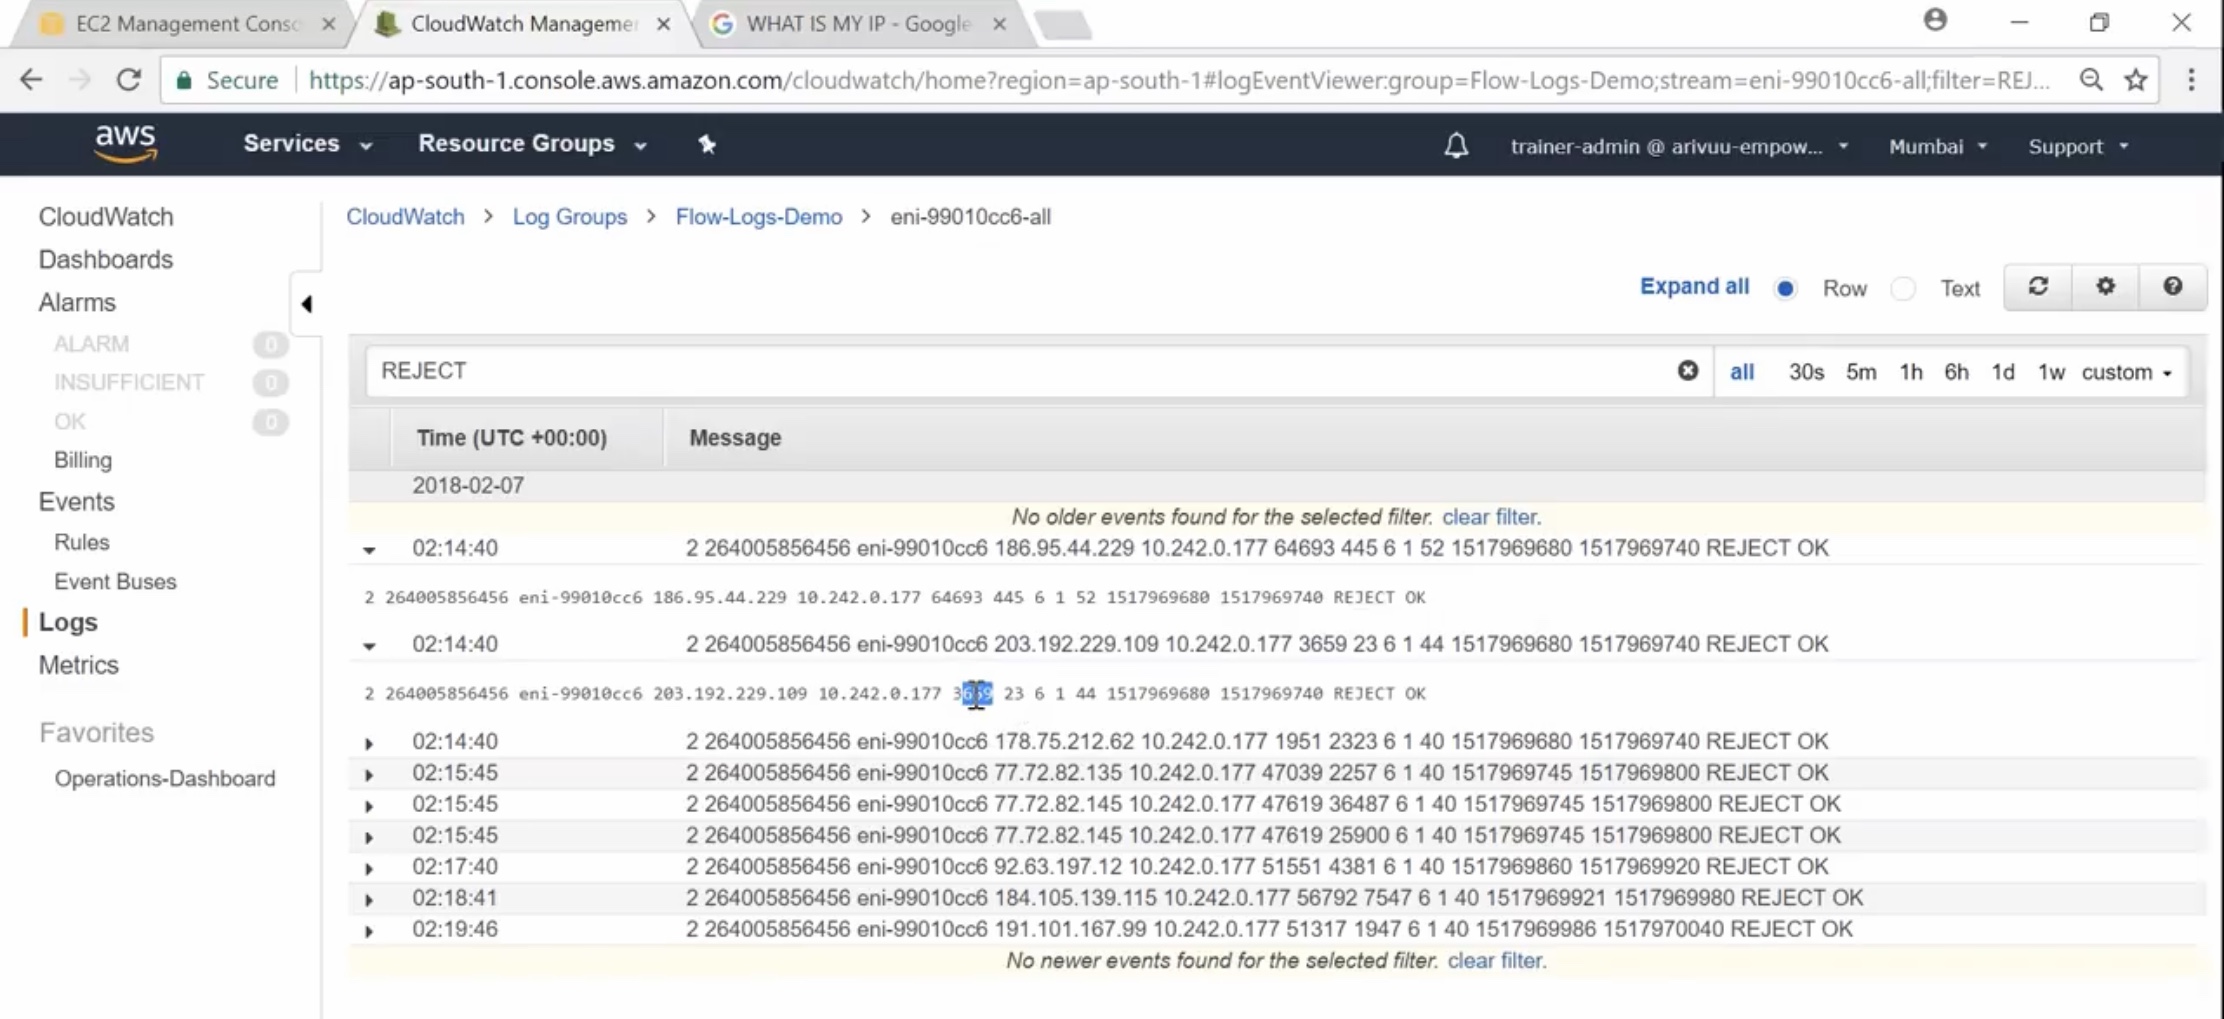 EC2 Management Consc
CloudWatch Managemer
WHAT IS MY IP - Google
Secure https://ap-south-1.console.aws.amazon.com/cloudwatch/home?region=ap-south-1#logEventViewer:group=Flow-Logs-Demo;stream=eni-99010cc6-all;filter=REJ...
aws Services Resource Groups trainer-admin @ arivuu-empow... Mumbai Support
CloudWatch
Dashboards
Alarms
ALARM 0
INSUFFICIENT 0
OK 0
Billing
Events
Rules
Event Buses
Logs
Metrics
Favorites
Operations-Dashboard
CloudWatch > Log Groups > Flow-Logs-Demo > eni-99010cc6-all
Expand all Row Text
REJECT all 30s 5m 1h 6h 1d 1w custom
Time (UTC +00:00) Message
2018-02-07
No older events found for the selected filter. clear filter.
02:14:40 2 264005856456 eni-99010cc6 186.95.44.229 10.242.0.177 64693 445 6 1 52 1517969680 1517969740 REJECT OK
2 264005856456 eni-99010cc6 186.95.44.229 10.242.0.177 64693 445 6 1 52 1517969680 1517969740 REJECT OK
02:14:40 2 264005856456 eni-99010cc6 203.192.229.109 10.242.0.177 3659 23 6 1 44 1517969680 1517969740 REJECT OK
2 264005856456 eni-99010cc6 203.192.229.109 10.242.0.177 3659 23 6 1 44 1517969680 1517969740 REJECT OK
02:14:40 2 264005856456 eni-99010cc6 178.75.212.62 10.242.0.177 1951 2323 6 1 40 1517969680 1517969740 REJECT OK
02:15:45 2 264005856456 eni-99010cc6 77.72.82.135 10.242.0.177 47039 2257 6 1 40 1517969745 1517969800 REJECT OK
02:15:45 2 264005856456 eni-99010cc6 77.72.82.145 10.242.0.177 47619 36487 6 1 40 1517969745 1517969800 REJECT OK
02:15:45 2 264005856456 eni-99010cc6 77.72.82.145 10.242.0.177 47619 25900 6 1 40 1517969745 1517969800 REJECT OK
02:17:40 2 264005856456 eni-99010cc6 92.63.197.12 10.242.0.177 51551 4381 6 1 40 1517969860 1517969920 REJECT OK
02:18:41 2 264005856456 eni-99010cc6 184.105.139.115 10.242.0.177 56792 7547 6 1 40 1517969921 1517969980 REJECT OK
02:19:46 2 264005856456 eni-99010cc6 191.101.167.99 10.242.0.177 51317 1947 6 1 40 1517969986 1517970040 REJECT OK
No newer events found for the selected filter. clear filter.